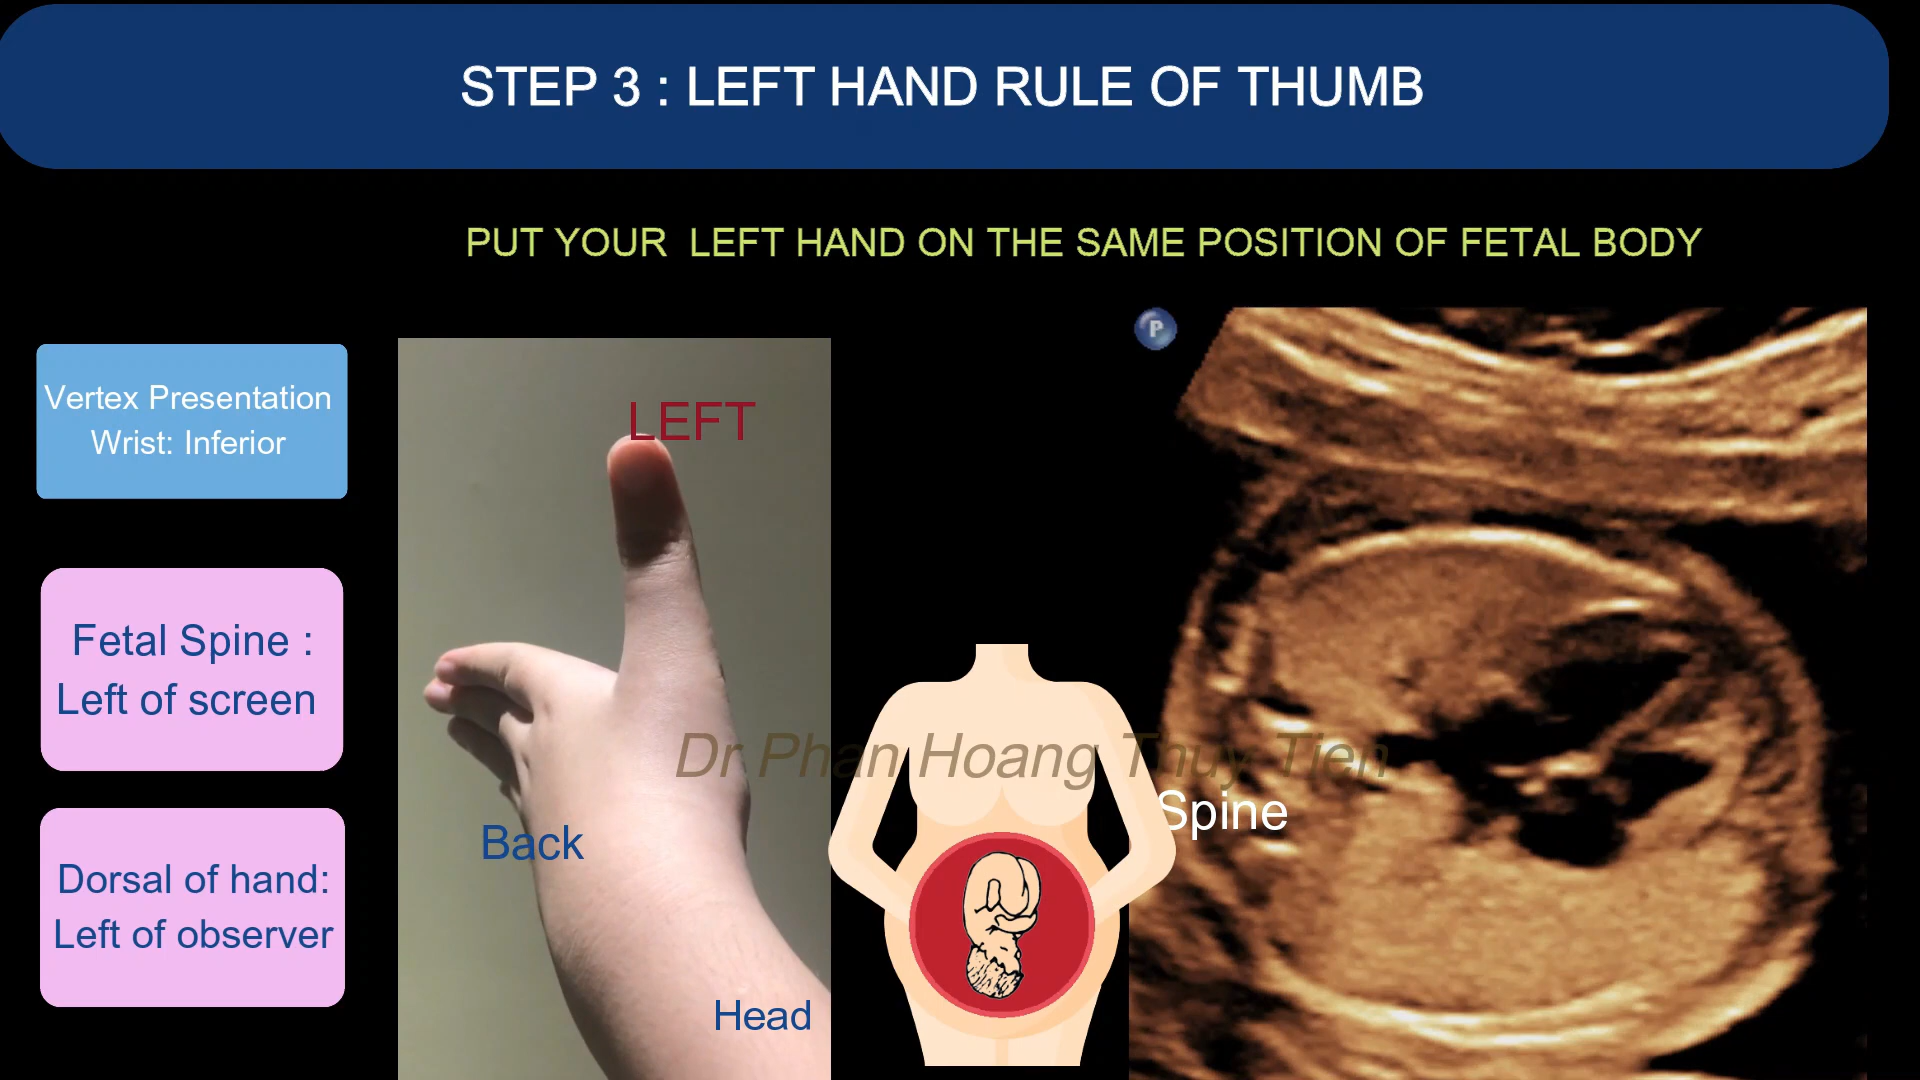 STEP 3 : LEFT HAND RULE OF THUMB
PUT YOUR LEFT HAND ON THE SAME POSITION OF FETAL BODY
P
Vertex Presentation
Wrist: Inferior
LEFT
Fetal Spine :
Left of screen
Dr Phan Hoang Thuy Tien
Spine
Back
Dorsal of hand:
Left of observer
Head